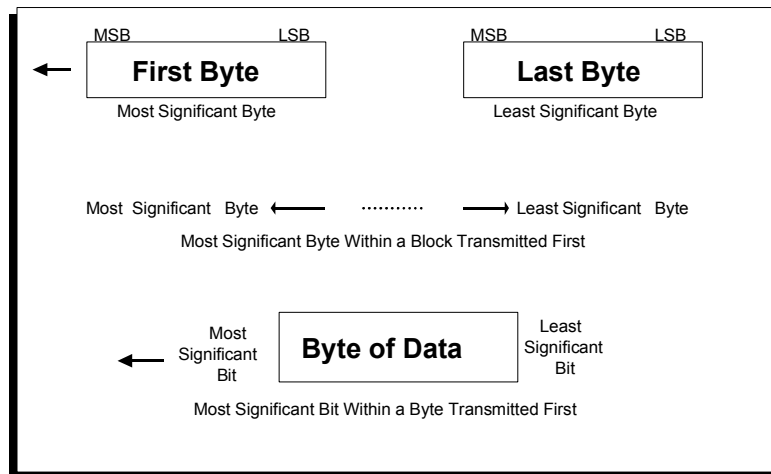 MSB LSB MSB LSB
First Byte Last Byte
Most Significant Byte Least Significant Byte
Most Significant Byte ........... Least Significant Byte
Most Significant Byte Within a Block Transmitted First
Most
Significant
Bit
Byte of Data
Least
Significant
Bit
Most Significant Bit Within a Byte Transmitted First